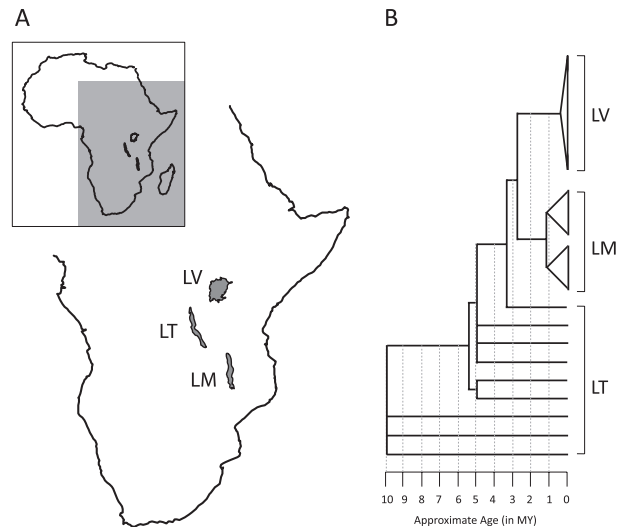 A
B
LV
LT
LM
LV
LM
LT
10 9 8 7 6 5 4 3 2 1 0
Approximate Age (in MY)